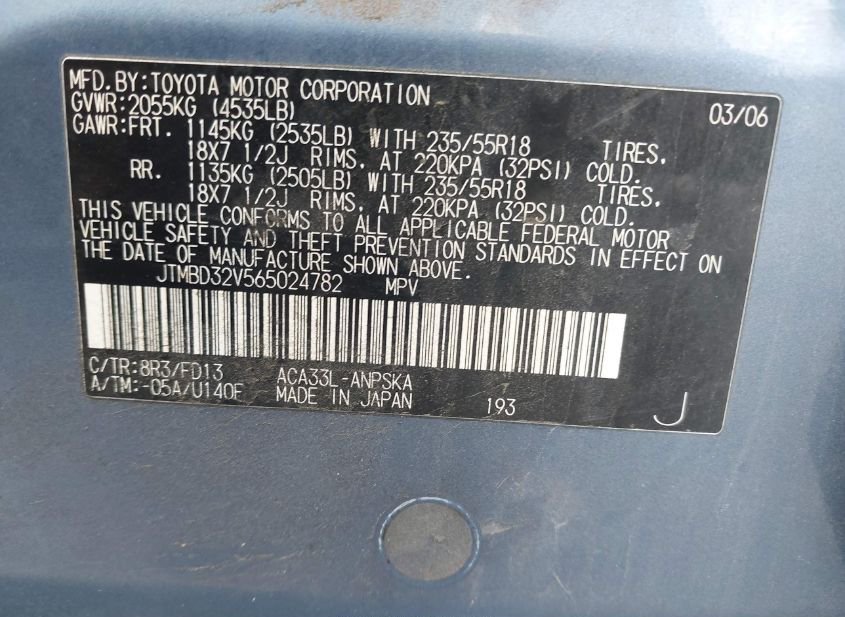 MFD.BY:TOYOTA MOTOR CORPORATION 03/06
GVWR:2055KG (4535LB)
GAWR:FRT. 1145KG (2535LB) WITH 235/55R18 TIRES,
18X7 1/2J RIMS, AT 220KPA (32PSI) COLD.
RR. 1135KG (2505LB) WITH 235/55R18 TIRES,
18X7 1/2J RIMS, AT 220KPA (32PSI) COLD.
THIS VEHICLE CONFORMS TO ALL APPLICABLE FEDERAL MOTOR
VEHICLE SAFETY AND THEFT PREVENTION STANDARDS IN EFFECT ON
THE DATE OF MANUFACTURE SHOWN ABOVE.
JTMBD32V565024782 MPV
C/TR:8R3/FD13 ACA33L-ANPSKA
A/TM:-05A/U140F MADE IN JAPAN 193 J